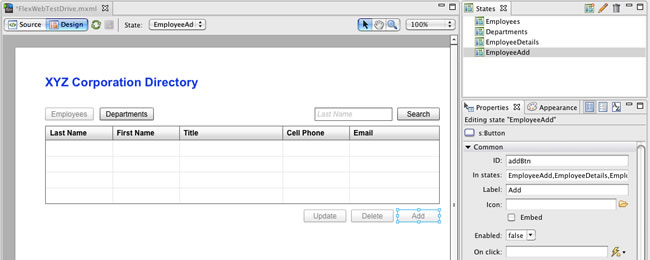 *FlexWebTestDrive.mxml
Source Design State: EmployeeAd 100%
XYZ Corporation Directory
Employees Departments Last Name Search
Last Name First Name Title Cell Phone Email
Update Delete Add
States
Employees
Departments
EmployeeDetails
EmployeeAdd
Properties Appearance
Editing state "EmployeeAdd"
s:Button
Common
ID: addBtn
In states: EmployeeAdd,EmployeeDetails,Emplo
Label: Add
Icon:
Embed
Enabled: false
On click: